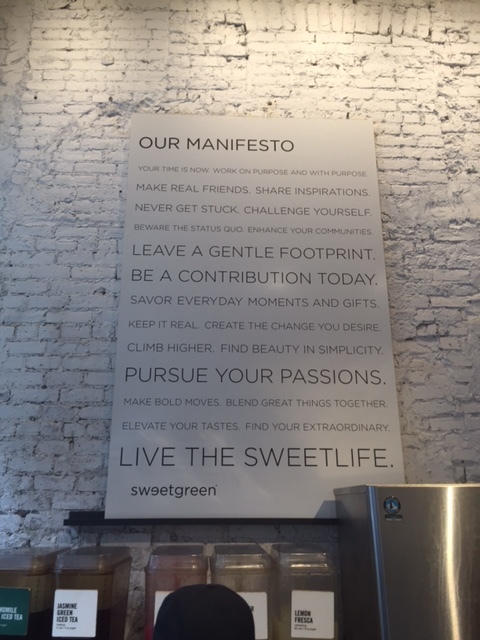 OUR MANIFESTO
YOUR TIME IS NOW. WORK ON PURPOSE AND WITH PURPOSE.
MAKE REAL FRIENDS. SHARE INSPIRATIONS.
NEVER GET STUCK. CHALLENGE YOURSELF.
BEWARE THE STATUS QUO. ENHANCE YOUR COMMUNITIES.
LEAVE A GENTLE FOOTPRINT.
BE A CONTRIBUTION TODAY.
SAVOR EVERYDAY MOMENTS AND GIFTS.
KEEP IT REAL. CREATE THE CHANGE YOU DESIRE.
CLIMB HIGHER. FIND BEAUTY IN SIMPLICITY.
PURSUE YOUR PASSIONS.
MAKE BOLD MOVES. BLEND GREAT THINGS TOGETHER.
ELEVATE YOUR TASTES. FIND YOUR EXTRAORDINARY.
LIVE THE SWEETLIFE.
sweetgreen
ICED TEA
JASMINE
GREEN
ICED TEA
LEMON
FRESCA